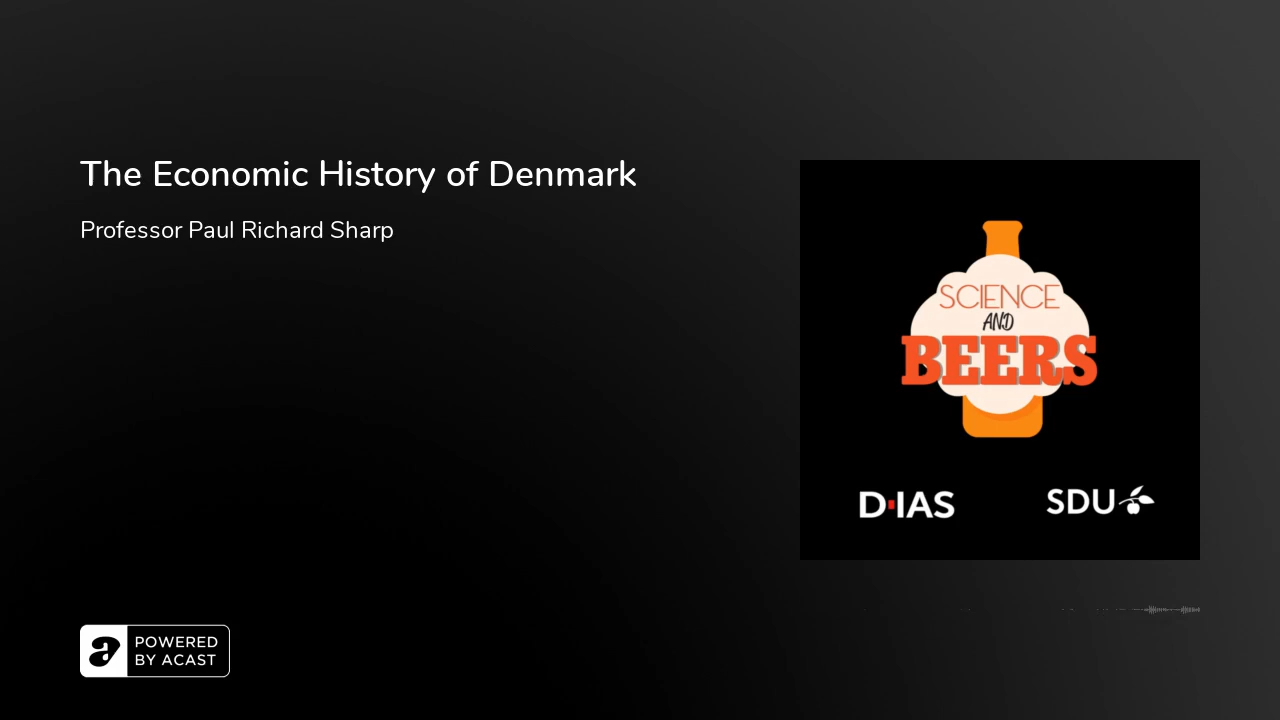 The Economic History of Denmark
Professor Paul Richard Sharp
SCIENCE
AND
BEERS
D·IAS
SDU
a
POWERED
BY ACAST